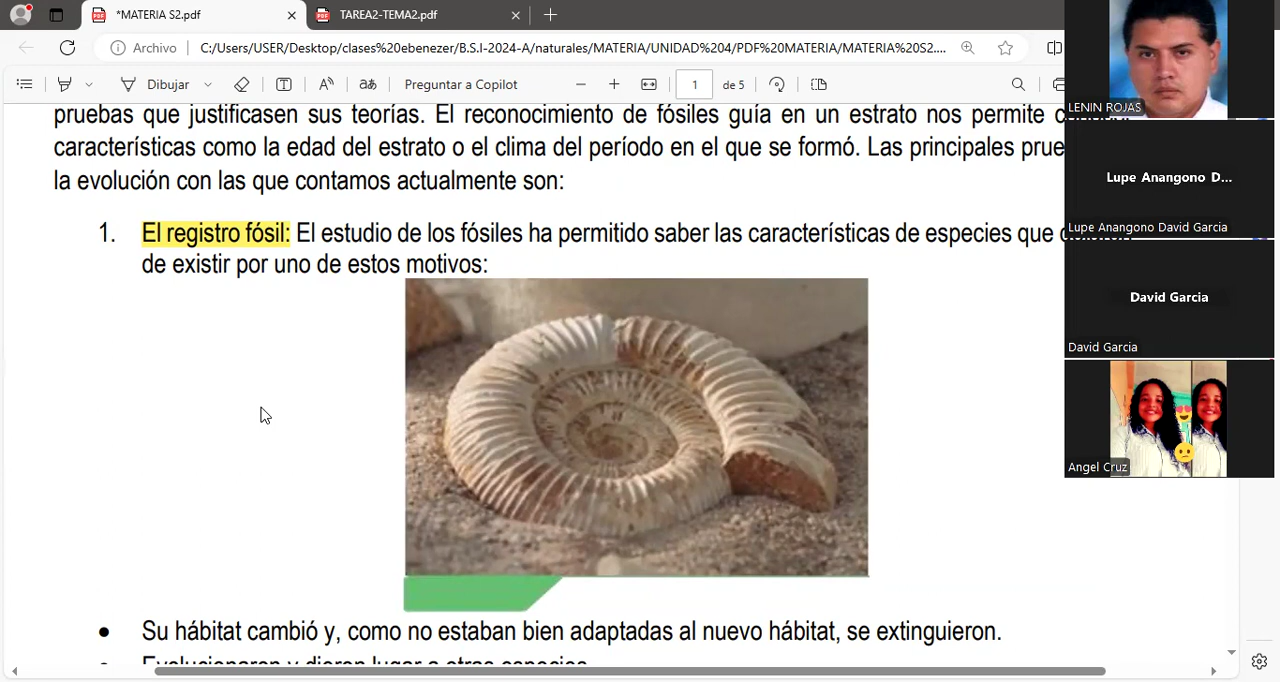 *MATERIA S2.pdf
TAREA2-TEMA2.pdf
Archivo
C:/Users/USER/Desktop/clases%20ebenezer/B.S.I-2024-A/naturales/MATERIA/UNIDAD%204/PDF%20MATERIA/MATERIA%20S2....
Dibujar
Preguntar a Copilot
1
de 5
pruebas que justificasen sus teorías. El reconocimiento de fósiles guía en un estrato nos permite
características como la edad del estrato o el clima del período en el que se formó. Las principales
la evolución con las que contamos actualmente son:
1. El registro fósil: El estudio de los fósiles ha permitido saber las características de especies que
de existir por uno de estos motivos:
• Su hábitat cambió y, como no estaban bien adaptadas al nuevo hábitat, se extinguieron.
• Evolucionaron y dieron lugar a otras especies
LENIN ROJAS
Lupe Anangono D...
Lupe Anangono David Garcia
David Garcia
David Garcia
Angel Cruz